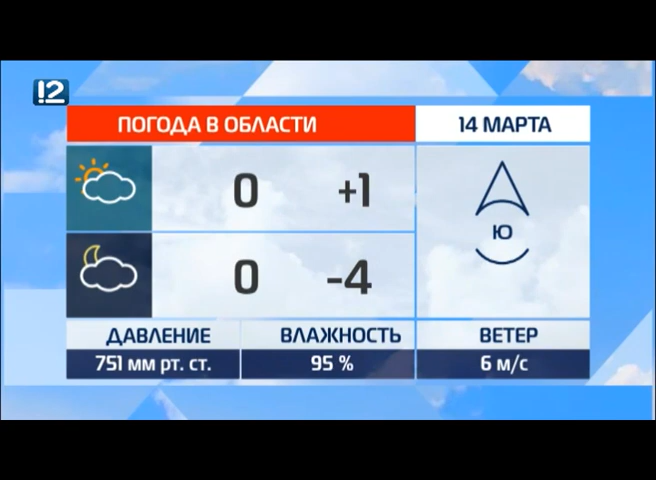 12
ПОГОДА В ОБЛАСТИ
14 МАРТА
0 +1
Ю
0 -4
ДАВЛЕНИЕ ВЛАЖНОСТЬ ВЕТЕР
751 мм рт. ст. 95 % 6 м/с